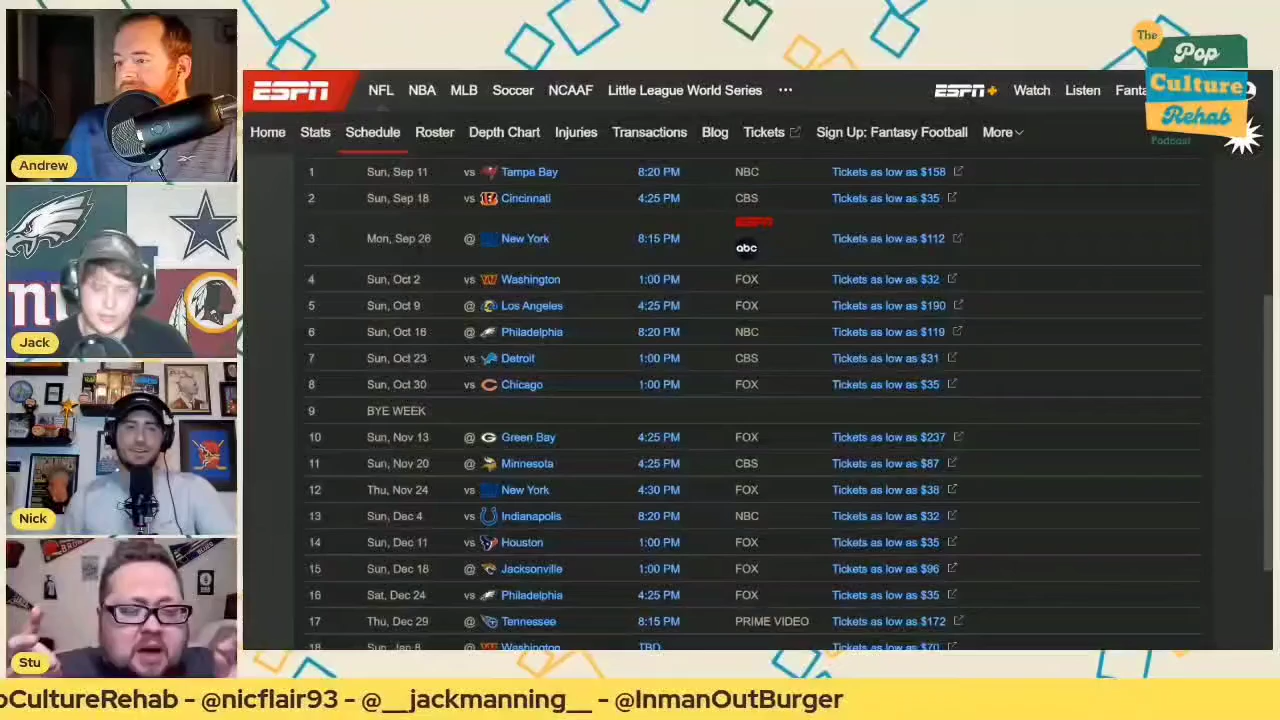 The
Pop
Culture
Rehab
Podcast
ESPN NFL NBA MLB Soccer NCAAF Little League World Series ··· ESPN+ Watch Listen
Home Stats Schedule Roster Depth Chart Injuries Transactions Blog Tickets Sign Up: Fantasy Football More
1 Sun, Sep 11 vs Tampa Bay 8:20 PM NBC Tickets as low as $158
2 Sun, Sep 18 vs Cincinnati 4:25 PM CBS Tickets as low as $35
3 Mon, Sep 26 @ New York 8:15 PM ESPN abc Tickets as low as $112
4 Sun, Oct 2 vs Washington 1:00 PM FOX Tickets as low as $32
5 Sun, Oct 9 @ Los Angeles 4:25 PM FOX Tickets as low as $190
6 Sun, Oct 16 @ Philadelphia 8:20 PM NBC Tickets as low as $119
7 Sun, Oct 23 vs Detroit 1:00 PM CBS Tickets as low as $31
8 Sun, Oct 30 vs Chicago 1:00 PM FOX Tickets as low as $35
9 BYE WEEK
10 Sun, Nov 13 @ Green Bay 4:25 PM FOX Tickets as low as $237
11 Sun, Nov 20 @ Minnesota 4:25 PM CBS Tickets as low as $87
12 Thu, Nov 24 vs New York 4:30 PM FOX Tickets as low as $38
13 Sun, Dec 4 vs Indianapolis 8:20 PM NBC Tickets as low as $32
14 Sun, Dec 11 vs Houston 1:00 PM FOX Tickets as low as $35
15 Sun, Dec 18 @ Jacksonville 1:00 PM FOX Tickets as low as $96
16 Sat, Dec 24 vs Philadelphia 4:25 PM FOX Tickets as low as $35
17 Thu, Dec 29 @ Tennessee 8:15 PM PRIME VIDEO Tickets as low as $172
18 Sun, Jan 8 @ Washington TBD Tickets as low as $70
Andrew
Jack
Nick
Stu
pCultureRehab - @nicflair93 - @__jackmanning__ - @InmanOutBurger